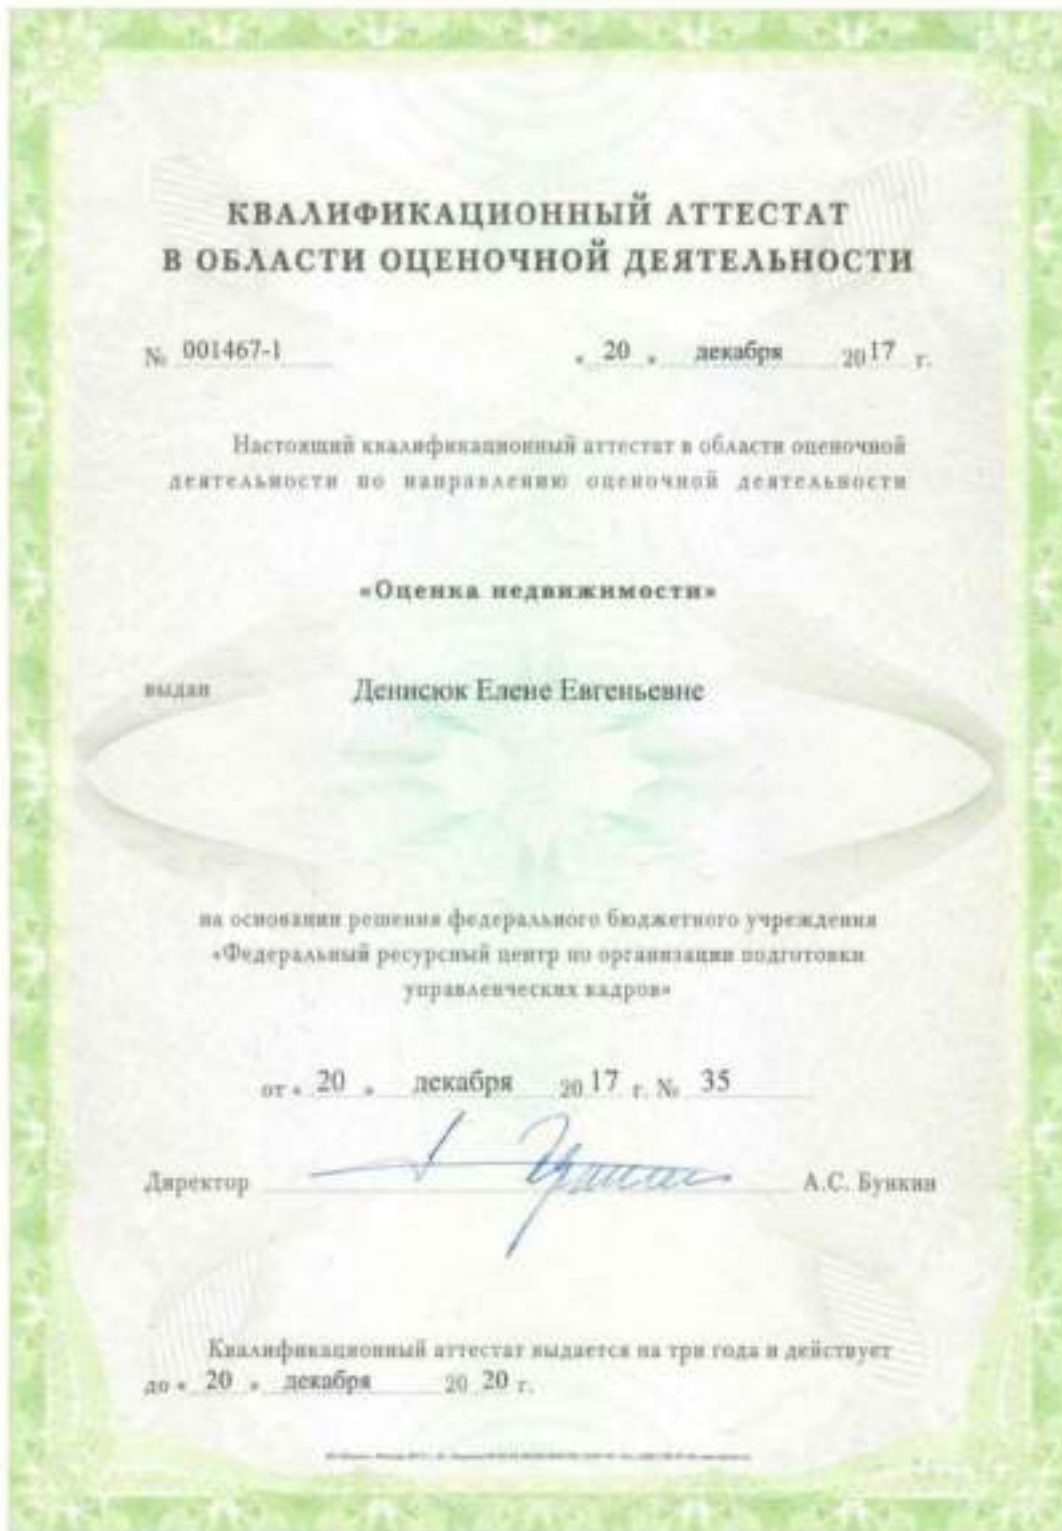 КВАЛИФИКАЦИОННЫЙ АТТЕСТАТ
В ОБЛАСТИ ОЦЕНОЧНОЙ ДЕЯТЕЛЬНОСТИ
№ 001467-1 « 20 » декабря 2017 г.
Настоящий квалификационный аттестат в области оценочной
деятельности по направлению оценочной деятельности
«Оценка недвижимости»
выдан Денисюк Елене Евгеньевне
на основании решения федерального бюджетного учреждения
«Федеральный ресурсный центр по организации подготовки
управленческих кадров»
от « 20 » декабря 2017 г. № 35
Директор А.С. Бункин
Квалификационный аттестат выдается на три года и действует
до « 20 » декабря 2020 г.